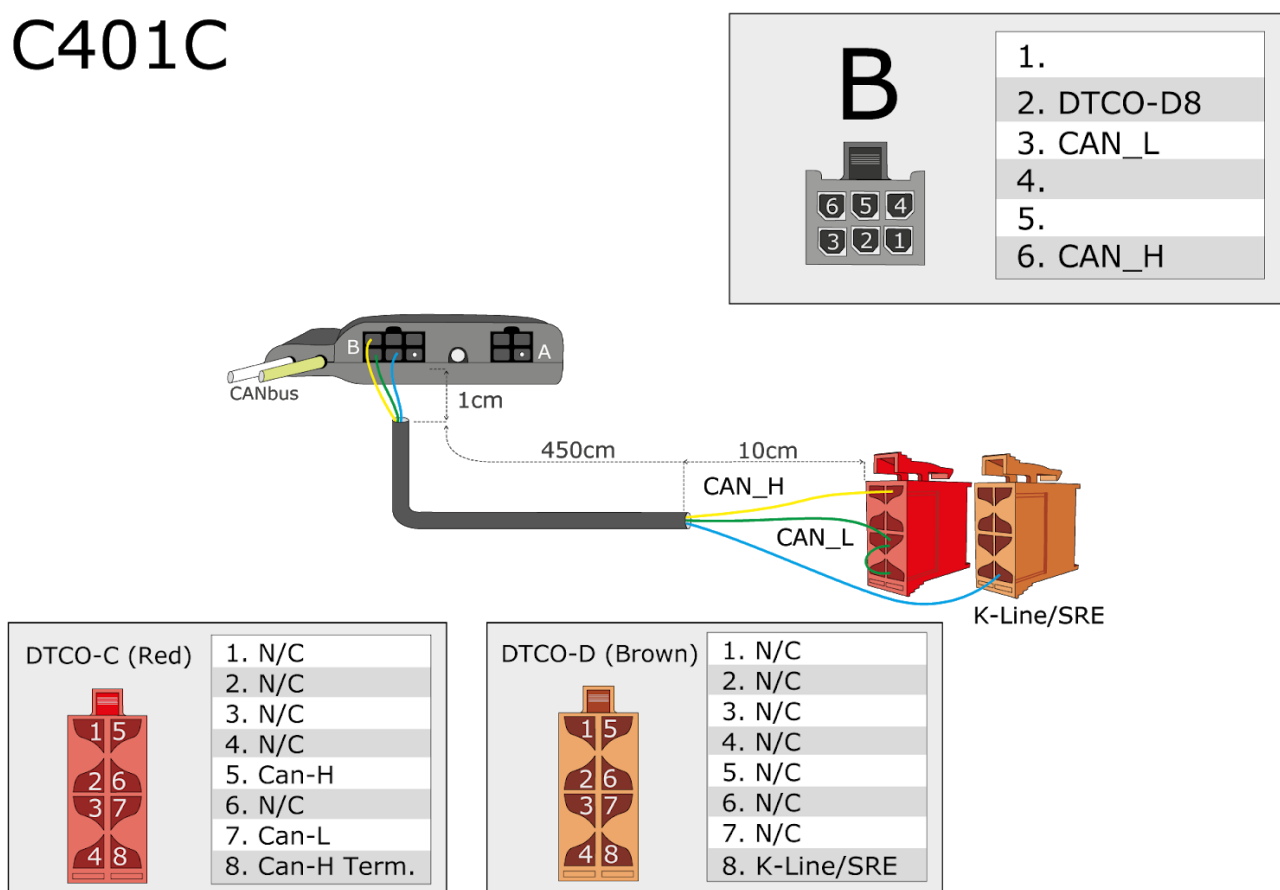 C401C
B
6 5 4
3 2 1
1.
2. DTCO-D8
3. CAN_L
4.
5.
6. CAN_H
B
A
CANbus
1cm
450cm
10cm
CAN_H
CAN_L
K-Line/SRE
DTCO-C (Red)
1 5
2 6
3 7
4 8
1. N/C
2. N/C
3. N/C
4. N/C
5. Can-H
6. N/C
7. Can-L
8. Can-H Term.
DTCO-D (Brown)
1 5
2 6
3 7
4 8
1. N/C
2. N/C
3. N/C
4. N/C
5. N/C
6. N/C
7. N/C
8. K-Line/SRE